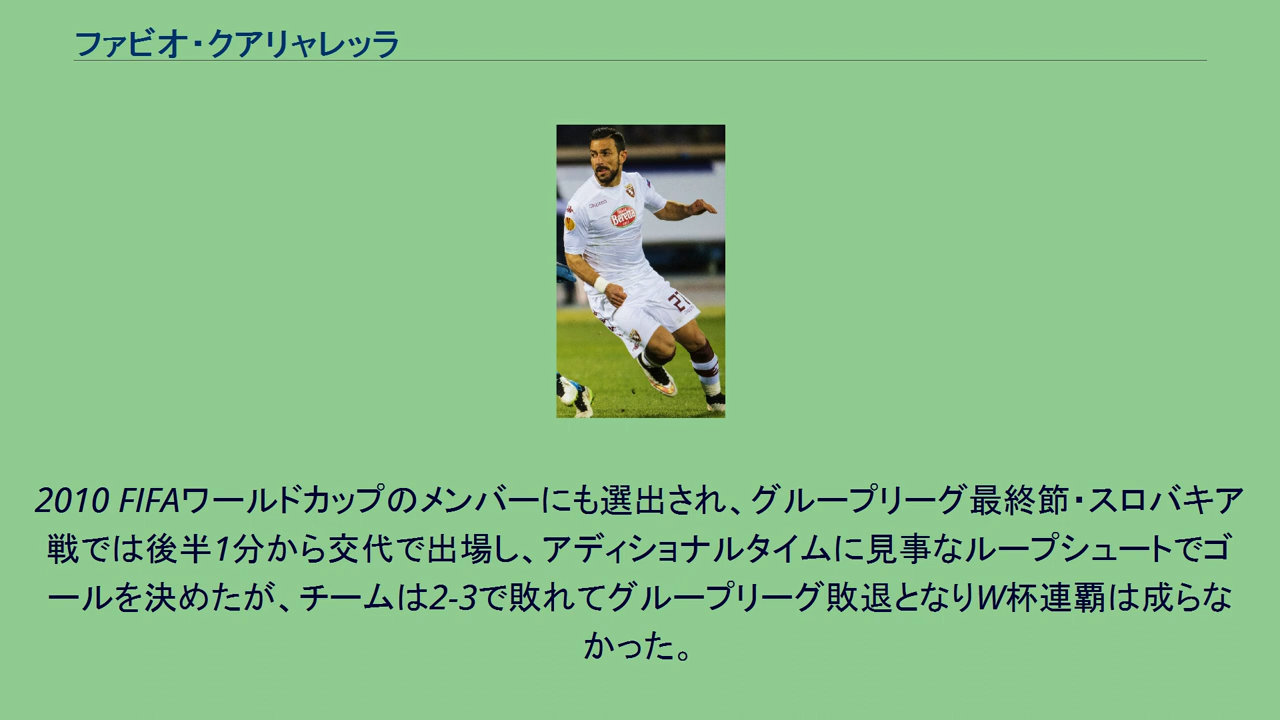 ファビオ・クアリャレッラ
Beretta
27
2010 FIFAワールドカップのメンバーにも選出され、グループリーグ最終節・スロバキア
戦では後半1分から交代で出場し、アディショナルタイムに見事なループシュートでゴ
ールを決めたが、チームは2-3で敗れてグループリーグ敗退となりW杯連覇は成らな
かった。